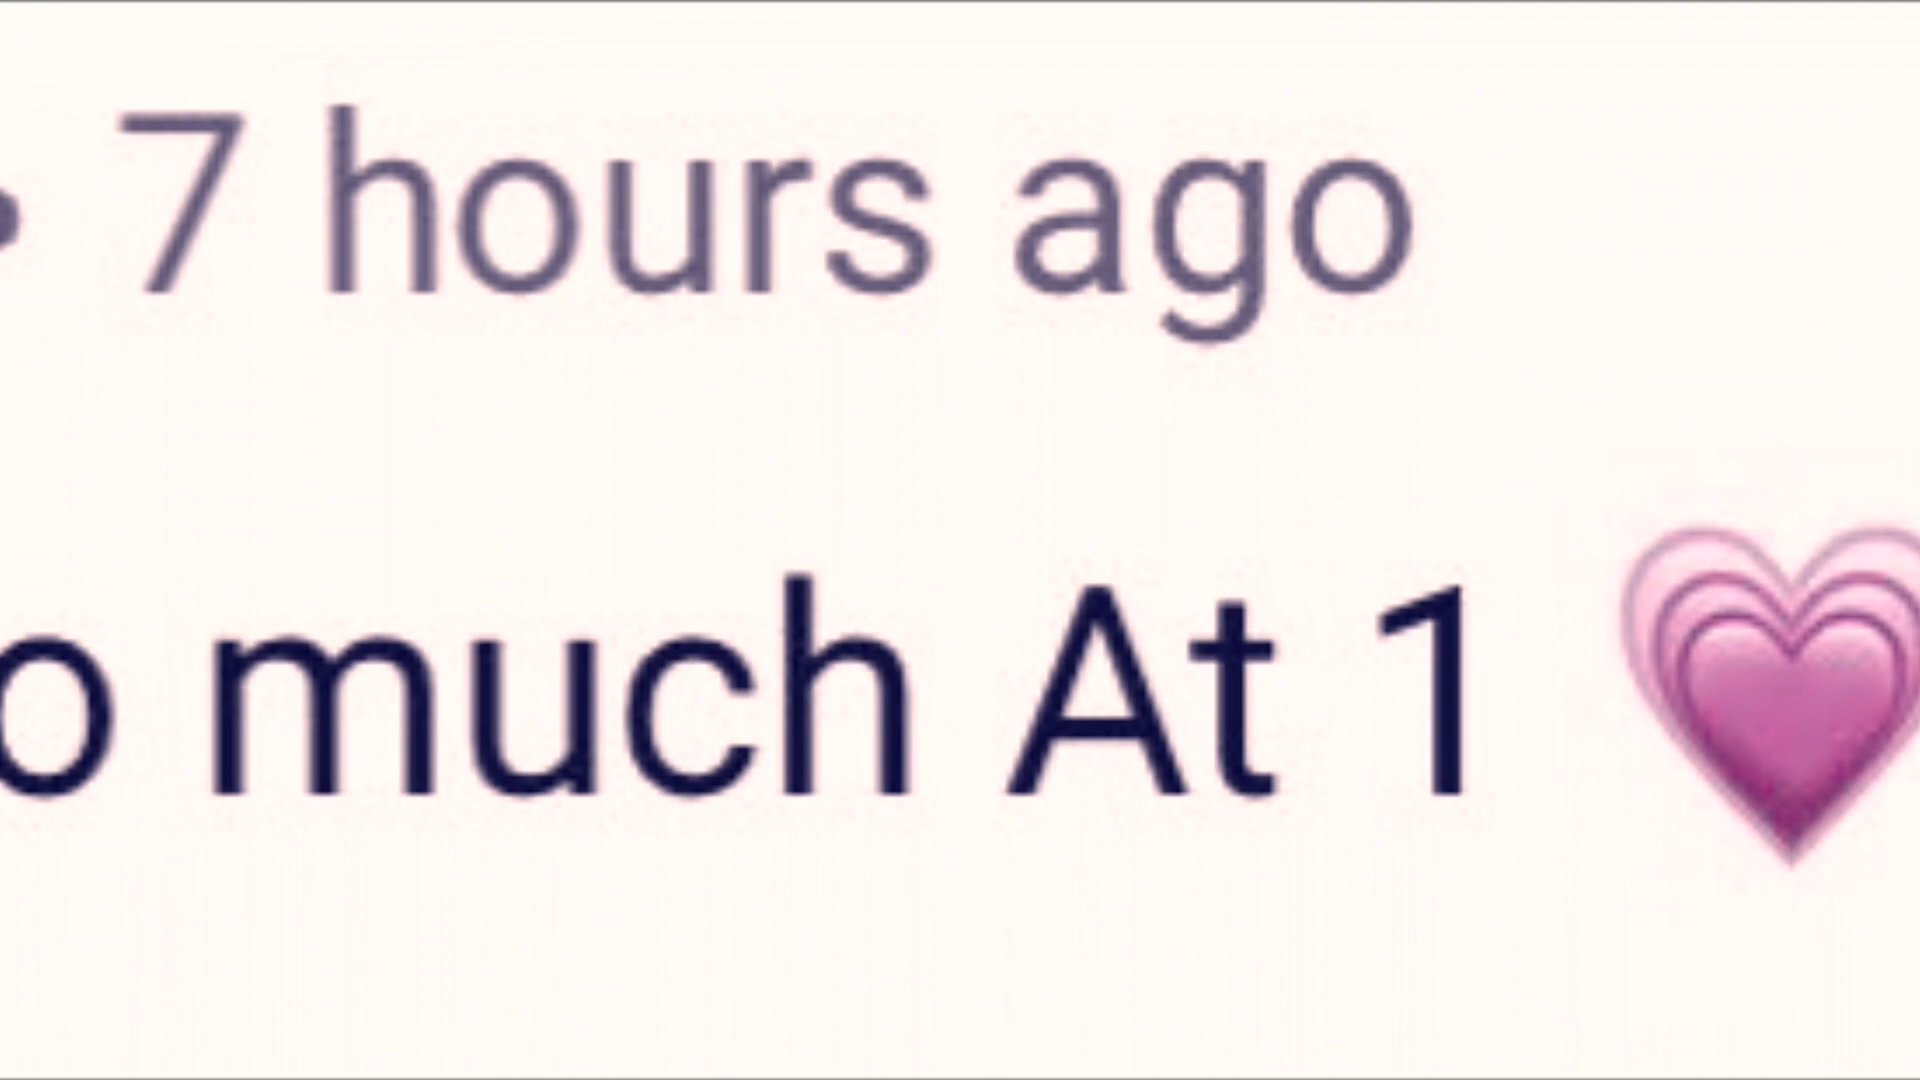 • 7 hours ago
o much At 1 💗